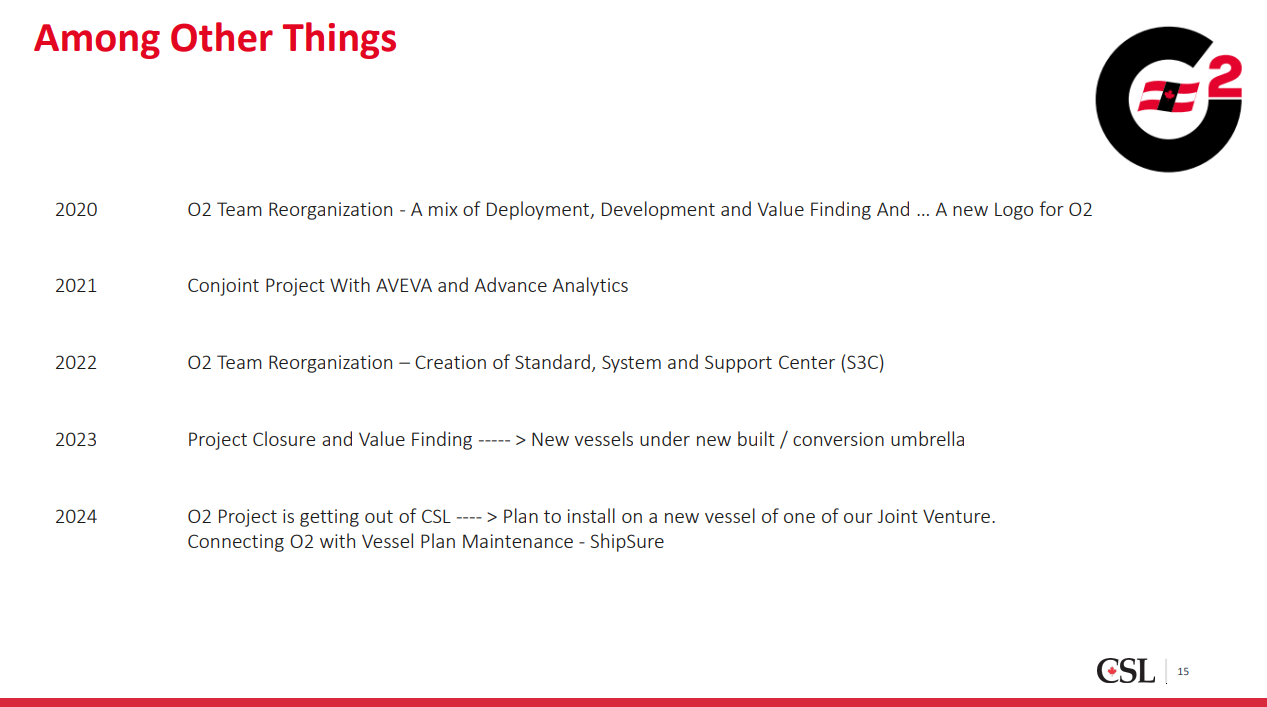 Among Other Things
2
2020 O2 Team Reorganization - A mix of Deployment, Development and Value Finding And ... A new Logo for O2
2021 Conjoint Project With AVEVA and Advance Analytics
2022 O2 Team Reorganization – Creation of Standard, System and Support Center (S3C)
2023 Project Closure and Value Finding ----- > New vessels under new built / conversion umbrella
2024 O2 Project is getting out of CSL ---- > Plan to install on a new vessel of one of our Joint Venture.
Connecting O2 with Vessel Plan Maintenance - ShipSure
CSL 15